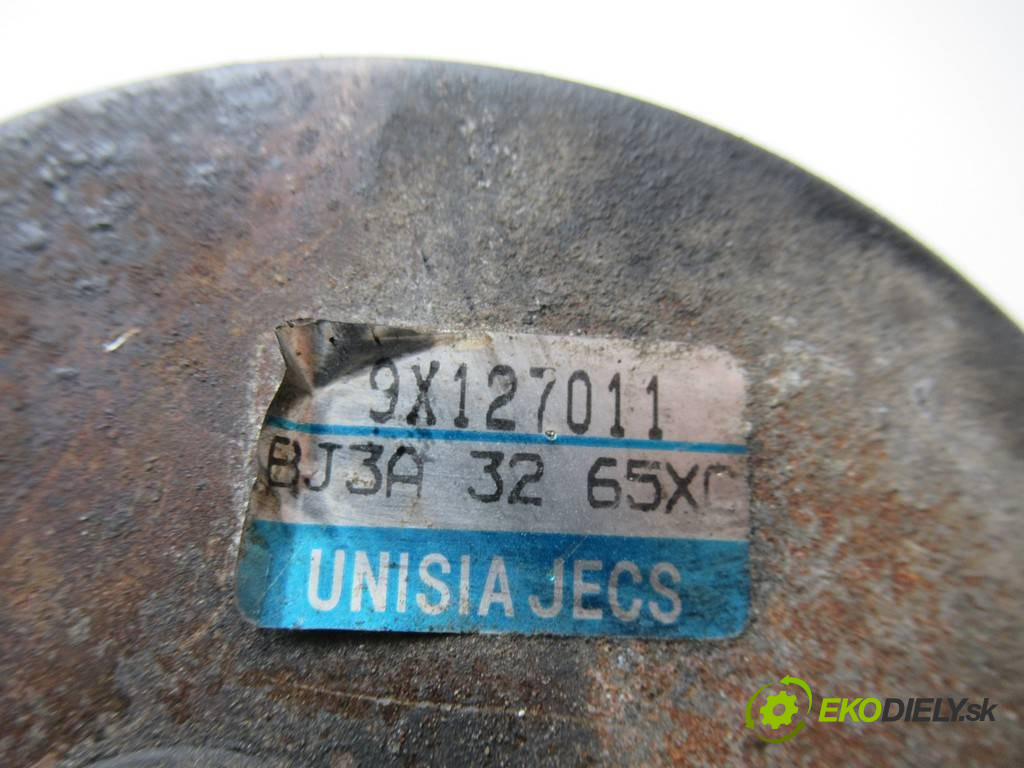 9X127011
BJ3A 32 65XC
UNISIA JECS
EKODIELY.sk